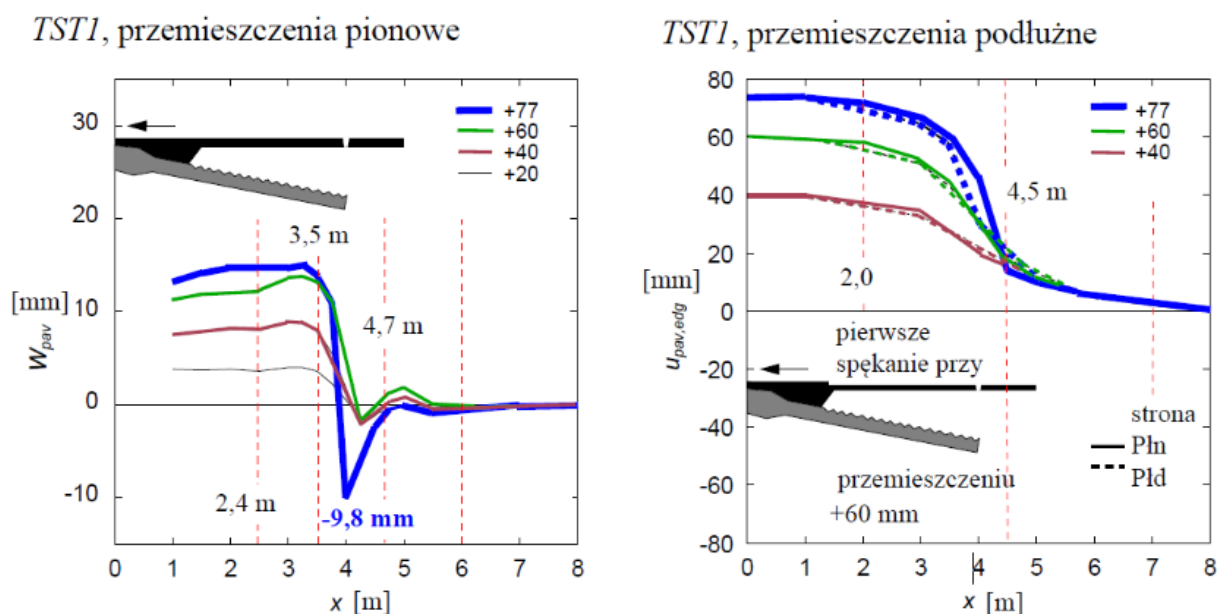 TST1, przemieszczenia pionowe
30
20
10
0
-10
[mm]
Wpav
+77
+60
+40
+20
3,5 m
4,7 m
2,4 m
-9,8 mm
0 1 2 3 4 5 6 7 8
x [m]
TST1, przemieszczenia podłużne
80
60
40
20
0
-20
-40
-60
-80
[mm]
upav,edg
+77
+60
+40
4,5 m
2,0
pierwsze
spękanie przy
strona
Płn
Płd
przemieszczeniu
+60 mm
0 1 2 3 4 5 6 7 8
x [m]